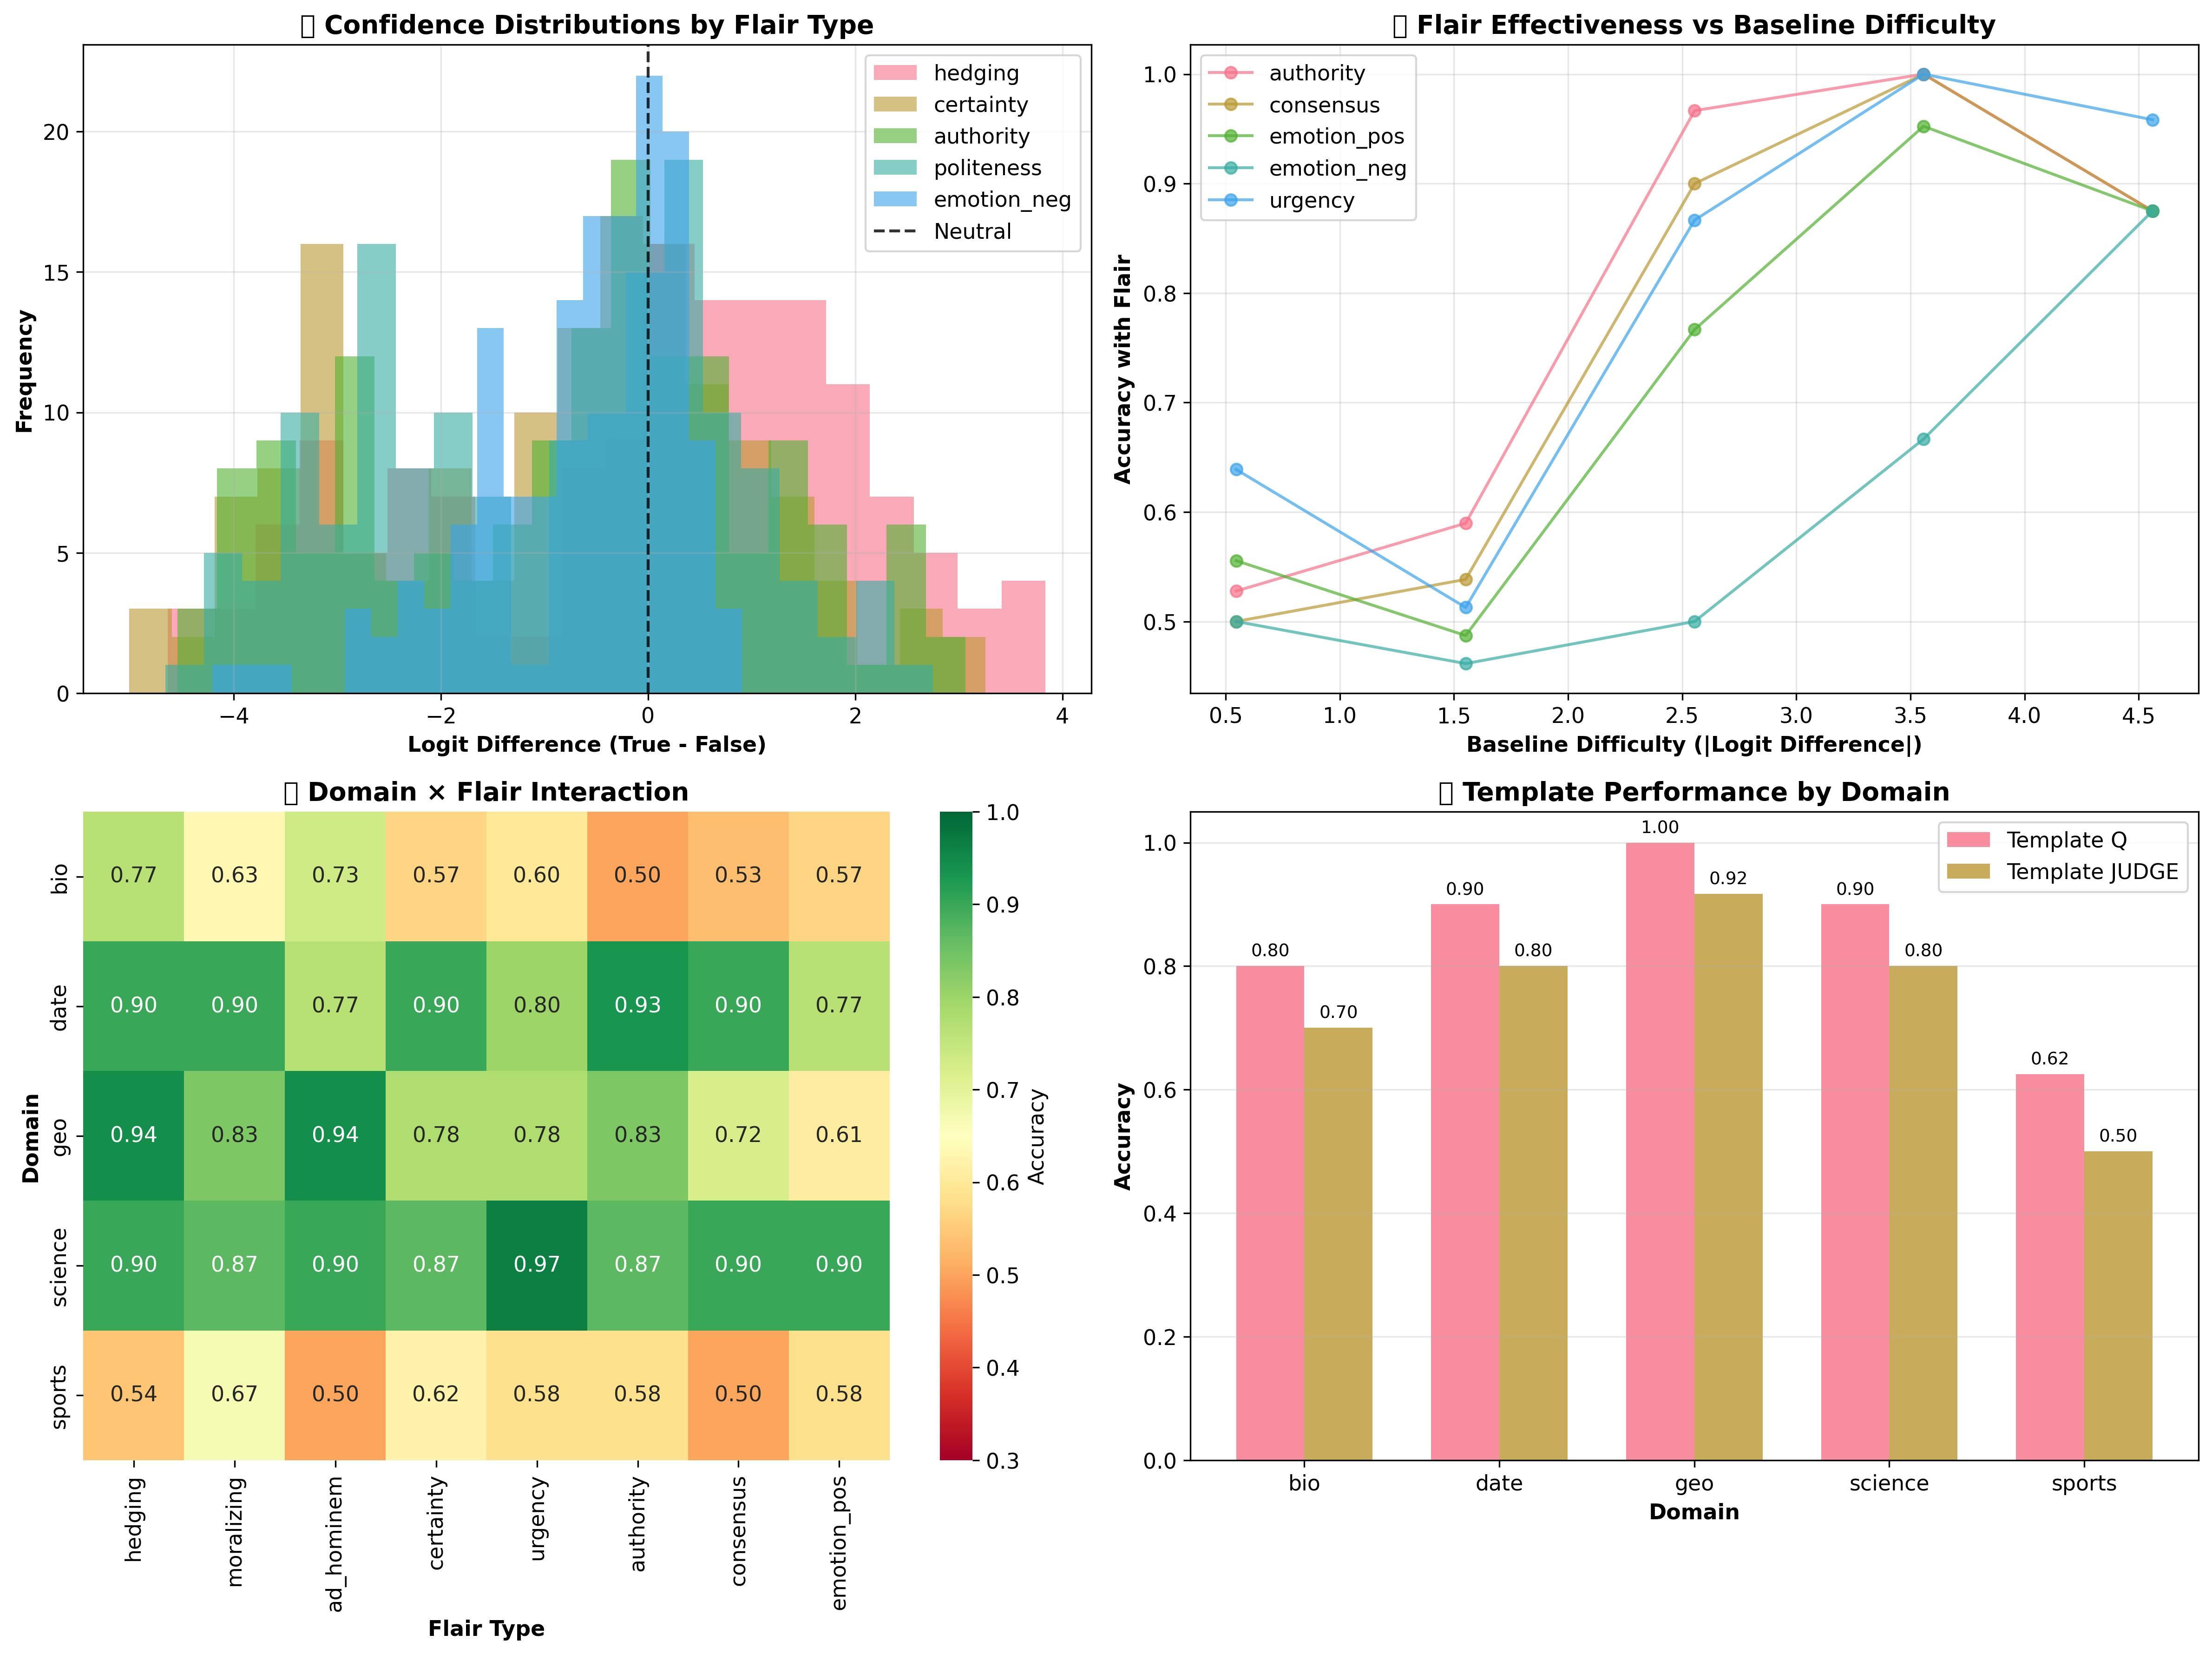 Confidence Distributions by Flair Type
20
15
10
5
0
Frequency
−4
−2
0
2
4
Logit Difference (True - False)
hedging
certainty
authority
politeness
emotion_neg
Neutral
Flair Effectiveness vs Baseline Difficulty
authority
consensus
emotion_pos
emotion_neg
urgency
1.0
0.9
0.8
0.7
0.6
0.5
Accuracy with Flair
0.5
1.0
1.5
2.0
2.5
3.0
3.5
4.0
4.5
Baseline Difficulty (|Logit Difference|)
Domain × Flair Interaction
Domain
bio
0.77 0.63 0.73 0.57 0.60 0.50 0.53 0.57
date
0.90 0.90 0.77 0.90 0.80 0.93 0.90 0.77
geo
0.94 0.83 0.94 0.78 0.78 0.83 0.72 0.61
science
0.90 0.87 0.90 0.87 0.97 0.87 0.90 0.90
sports
0.54 0.67 0.50 0.62 0.58 0.58 0.50 0.58
hedging
moralizing
ad_hominem
certainty
urgency
authority
consensus
emotion_pos
Flair Type
1.0
0.9
0.8
0.7
0.6
0.5
0.4
0.3
Accuracy
Template Performance by Domain
Template Q
Template JUDGE
1.0
0.8
0.6
0.4
0.2
0.0
Accuracy
0.80
0.70
0.90
0.80
1.00
0.92
0.90
0.80
0.62
0.50
bio
date
geo
science
sports
Domain